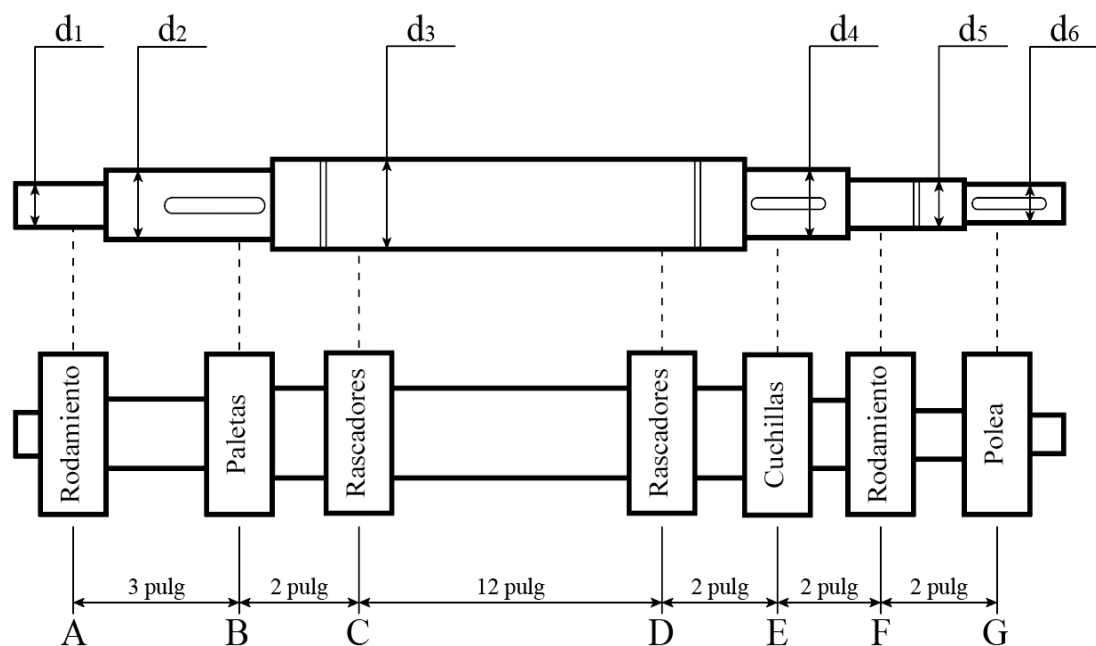 d1 d2 d3 d4 d5 d6
Rodamiento
Paletas
Rascadores
Rascadores
Cuchillas
Rodamiento
Polea
3 pulg 2 pulg 12 pulg 2 pulg 2 pulg 2 pulg
A B C D E F G